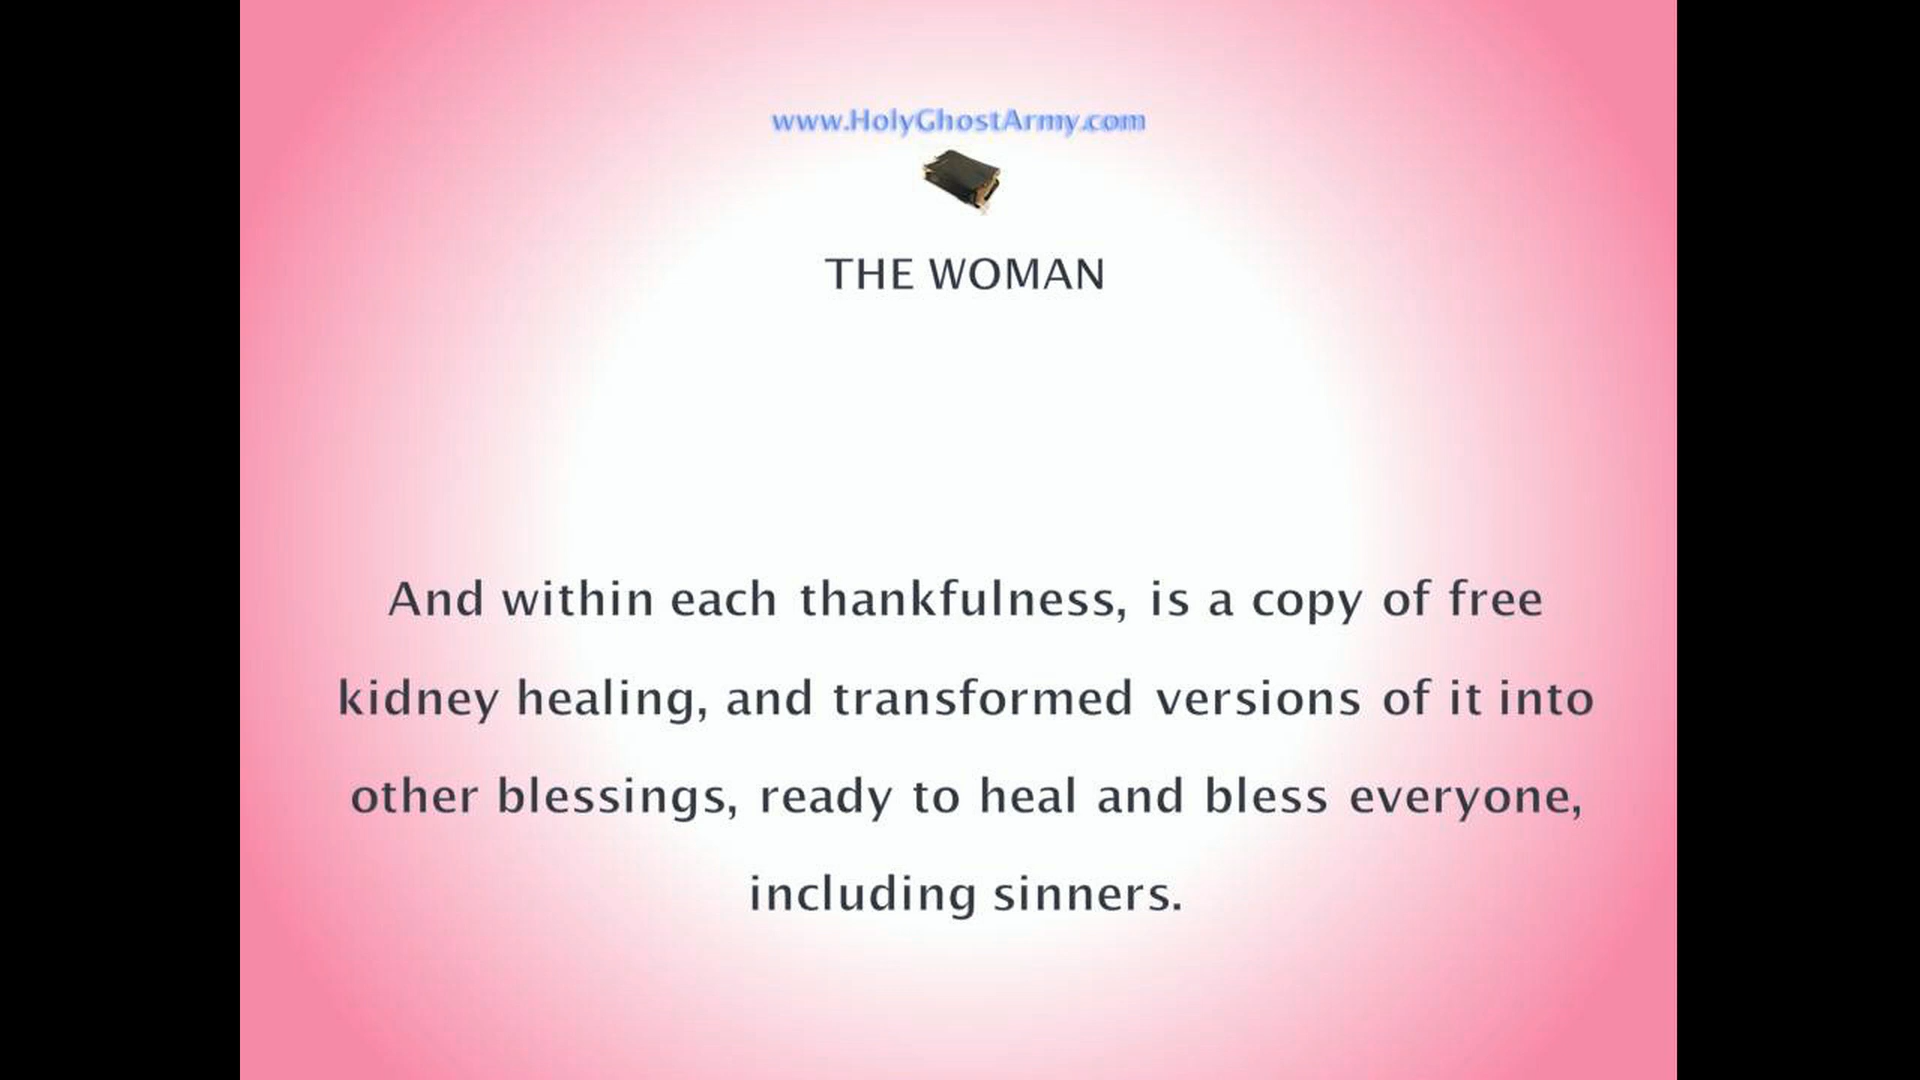 www.HolyGhostArmy.com
THE WOMAN
And within each thankfulness, is a copy of free
kidney healing, and transformed versions of it into
other blessings, ready to heal and bless everyone,
including sinners.